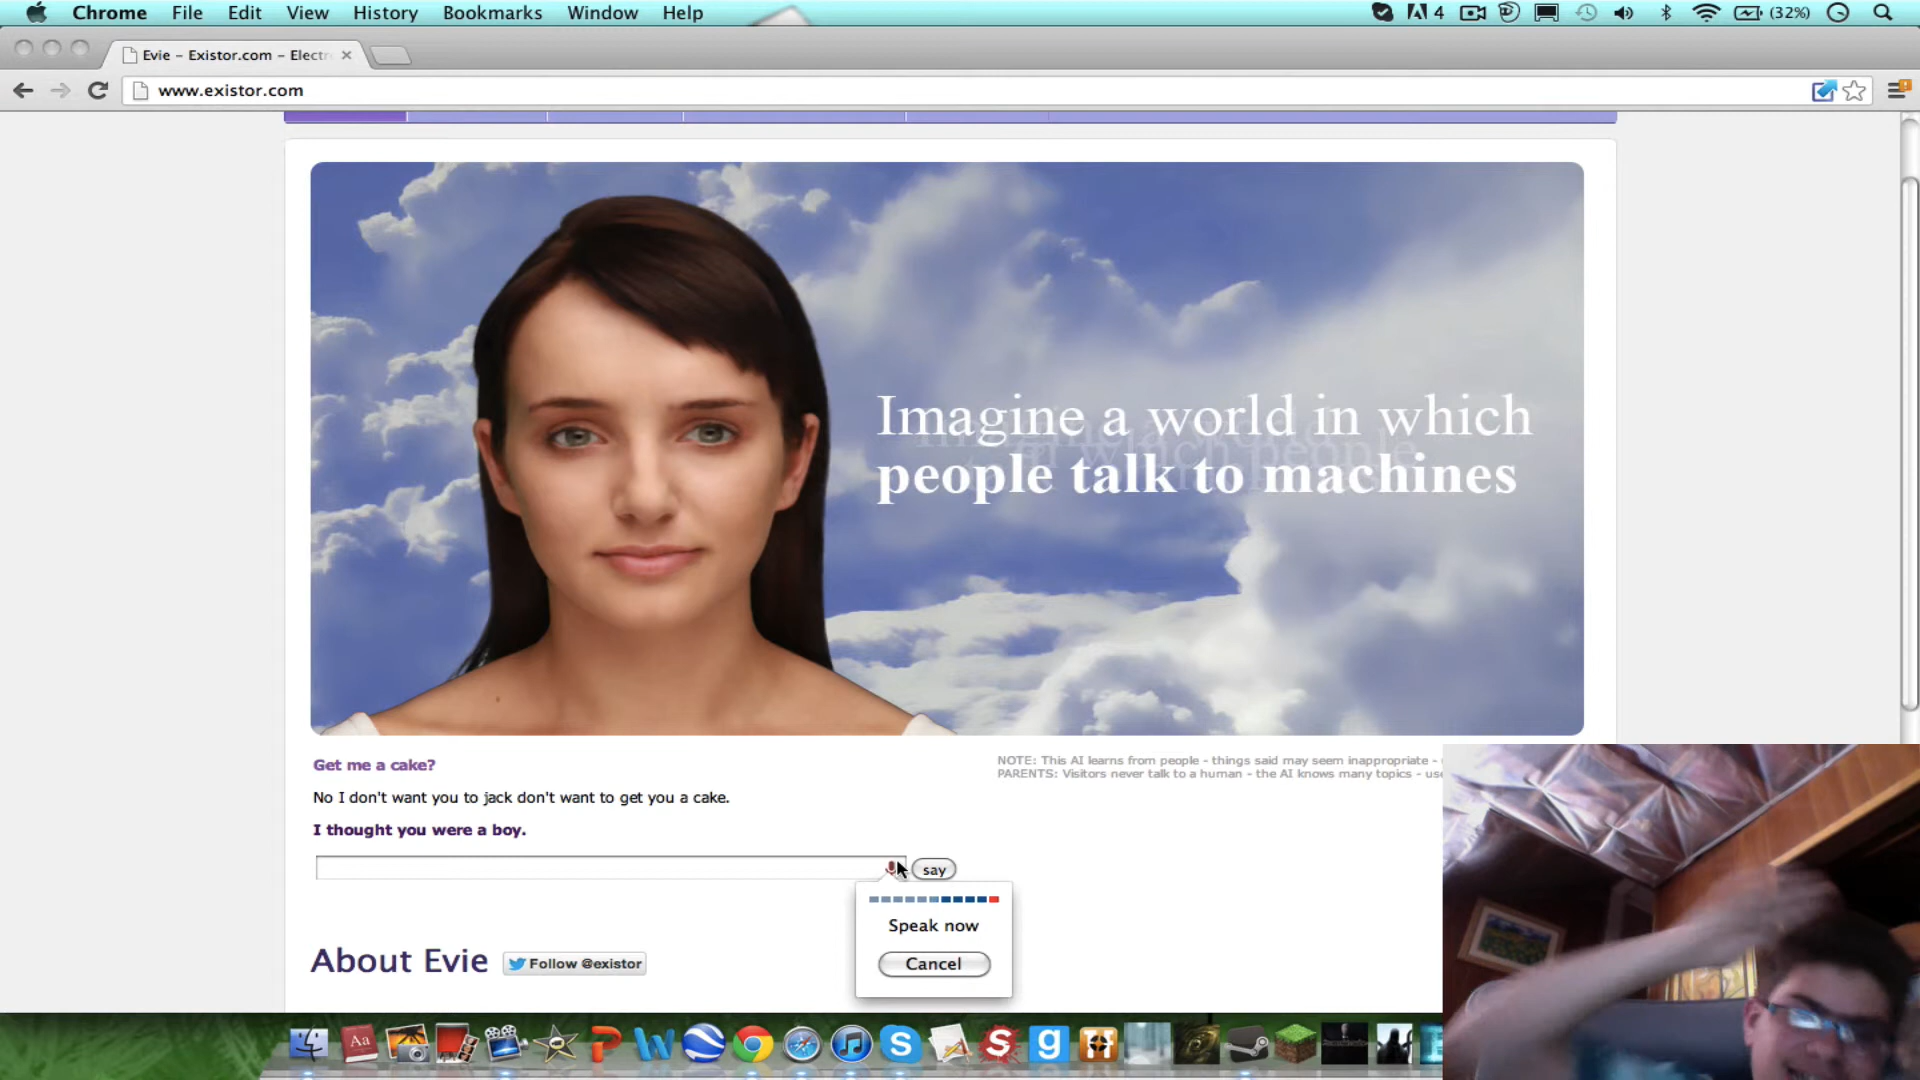 Chrome File Edit View History Bookmarks Window Help
4
(32%)
Evie – Existor.com – Electr
www.existor.com
Imagine a world in which
people talk to machines
Get me a cake?
NOTE: This AI learns from people - things said may seem inappropriate -
PARENTS: Visitors never talk to a human - the AI knows many topics - use
No I don't want you to jack don't want to get you a cake.
I thought you were a boy.
say
Speak now
Cancel
About Evie
Follow @existor
Aa